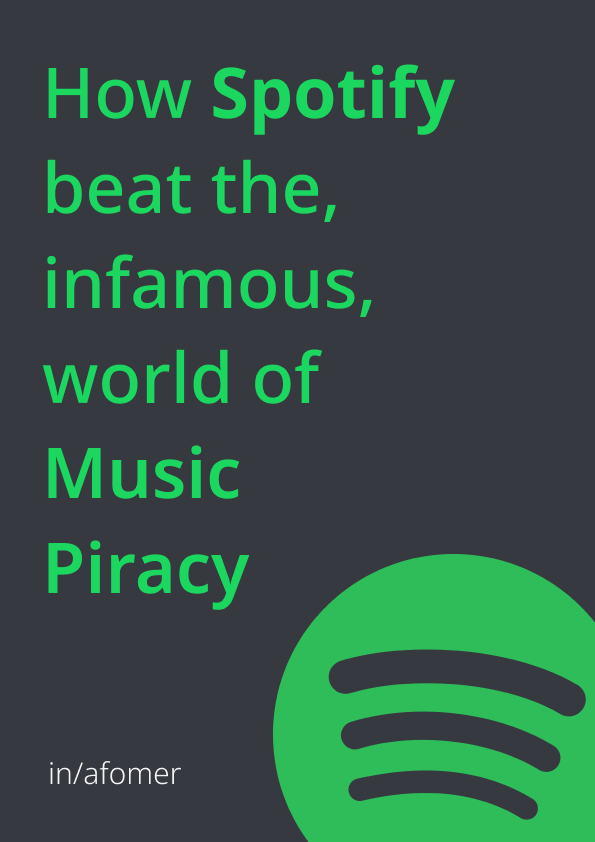 How Spotify
beat the,
infamous,
world of
Music
Piracy
in/afomer